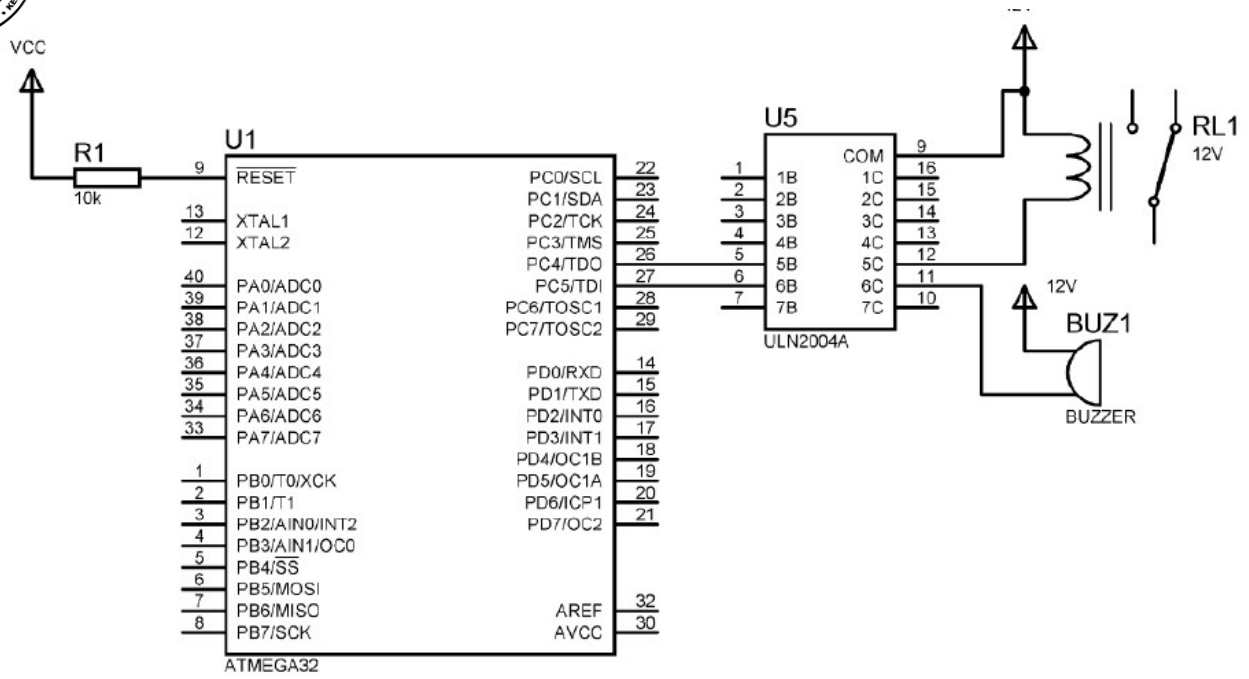 VCC
R1
10k
U1
9 RESET
13 XTAL1
12 XTAL2
40 PA0/ADC0
39 PA1/ADC1
38 PA2/ADC2
37 PA3/ADC3
36 PA4/ADC4
35 PA5/ADC5
34 PA6/ADC6
33 PA7/ADC7
1 PB0/T0/XCK
2 PB1/T1
3 PB2/AIN0/INT2
4 PB3/AIN1/OC0
5 PB4/SS
6 PB5/MOSI
7 PB6/MISO
8 PB7/SCK
PC0/SCL 22
PC1/SDA 23
PC2/TCK 24
PC3/TMS 25
PC4/TDO 26
PC5/TDI 27
PC6/TOSC1 28
PC7/TOSC2 29
PD0/RXD 14
PD1/TXD 15
PD2/INT0 16
PD3/INT1 17
PD4/OC1B 18
PD5/OC1A 19
PD6/ICP1 20
PD7/OC2 21
AREF 32
AVCC 30
ATMEGA32
U5
1 1B
2 2B
3 3B
4 4B
5 5B
6 6B
7 7B
COM 9
1C 16
2C 15
3C 14
4C 13
5C 12
6C 11
7C 10
ULN2004A
RL1
12V
12V
BUZ1
BUZZER